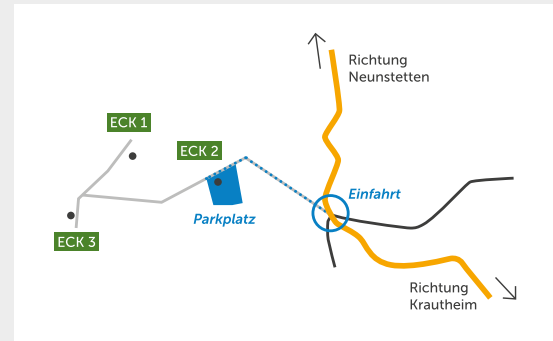 Richtung
Neunstetten
ECK 1
ECK 2
Einfahrt
Parkplatz
ECK 3
Richtung
Krautheim